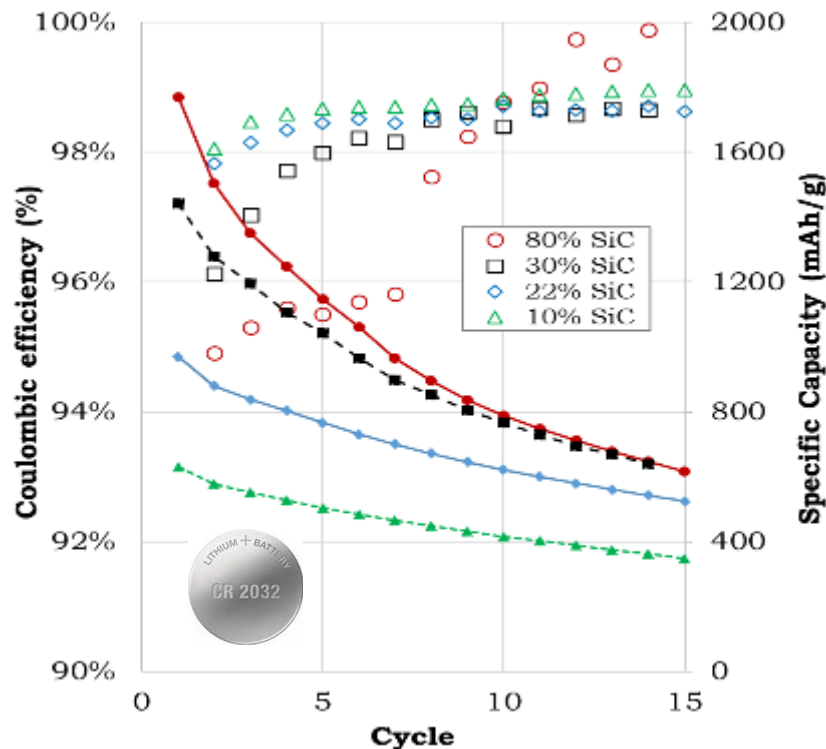 100%
98%
96%
94%
92%
90%
Coulombic efficiency (%)
2000
1600
1200
800
400
0
Specific Capacity (mAh/g)
80% SiC
30% SiC
22% SiC
10% SiC
LITHIUM + BATTERY
CR 2032
0
5
10
15
Cycle